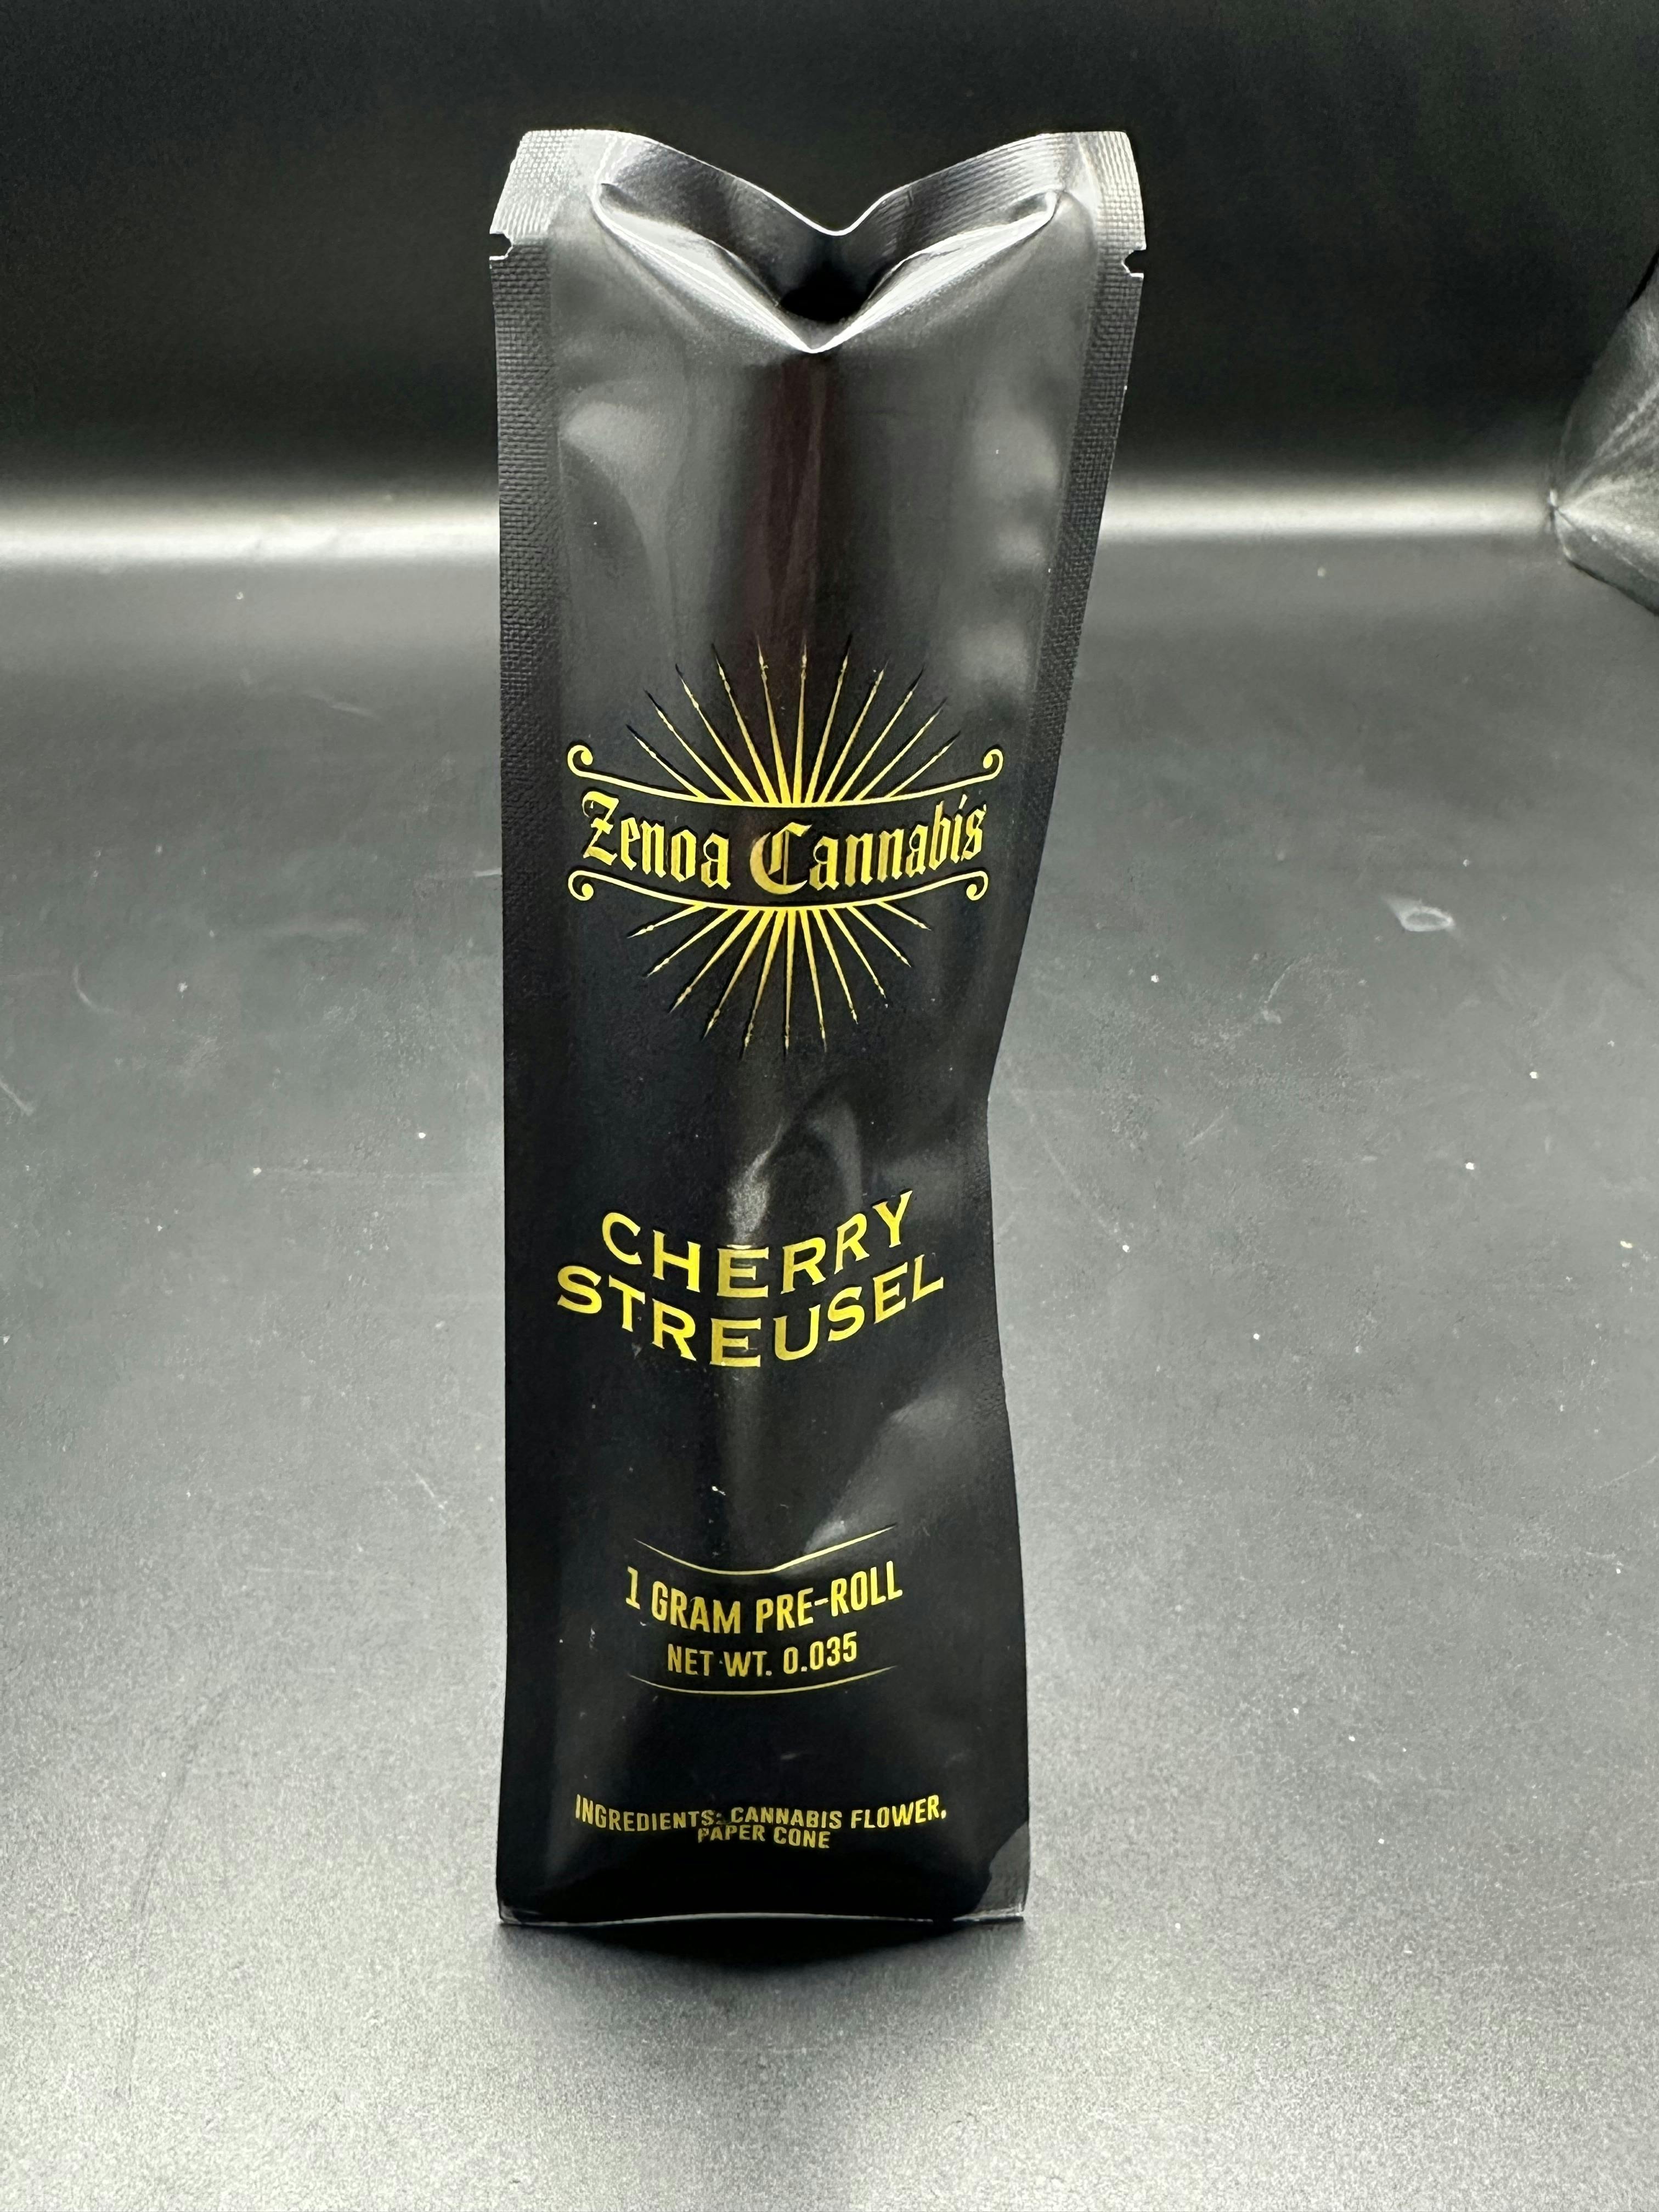 Zenoa Cannabis
CHERRY
STREUSEL
1 GRAM PRE-ROLL
NET WT. 0.035
INGREDIENTS: CANNABIS FLOWER,
PAPER CONE